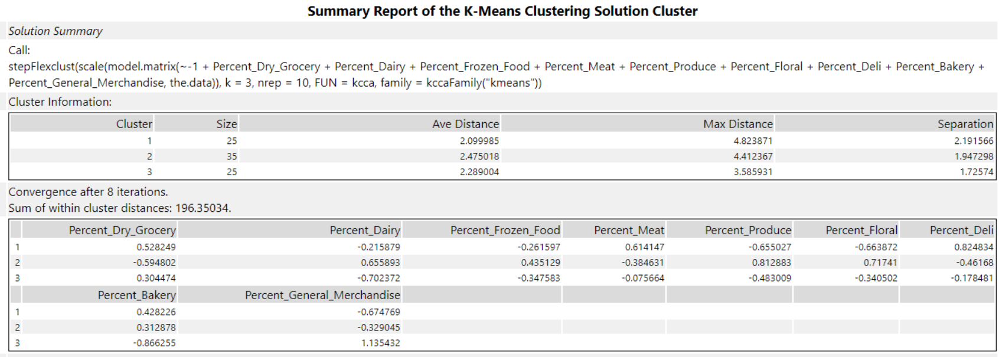 Summary Report of the K-Means Clustering Solution Cluster
Solution Summary
Call:
stepFlexclust(scale(model.matrix(~-1 + Percent_Dry_Grocery + Percent_Dairy + Percent_Frozen_Food + Percent_Meat + Percent_Produce + Percent_Floral + Percent_Deli + Percent_Bakery +
Percent_General_Merchandise, the.data)), k = 3, nrep = 10, FUN = kcca, family = kccaFamily("kmeans"))
Cluster Information:
Cluster Size Ave Distance Max Distance Separation
1 25 2.099985 4.823871 2.191566
2 35 2.475018 4.412367 1.947298
3 25 2.289004 3.585931 1.72574
Convergence after 8 iterations.
Sum of within cluster distances: 196.35034.
Percent_Dry_Grocery Percent_Dairy Percent_Frozen_Food Percent_Meat Percent_Produce Percent_Floral Percent_Deli
1 0.528249 -0.215879 -0.261597 0.614147 -0.655027 -0.663872 0.824834
2 -0.594802 0.655893 0.435129 -0.384631 0.812883 0.71741 -0.46168
3 0.304474 -0.702372 -0.347583 -0.075664 -0.483009 -0.340502 -0.178481
Percent_Bakery Percent_General_Merchandise
1 0.428226 -0.674769
2 0.312878 -0.329045
3 -0.866255 1.135432